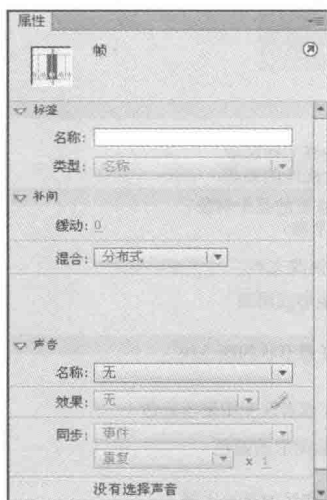 属性
帧
标签
名称:
类型: 名称
补间
缓动: 0
混合: 分布式
声音
名称: 无
效果: 无
同步: 事件
重复 x 1
没有选择声音